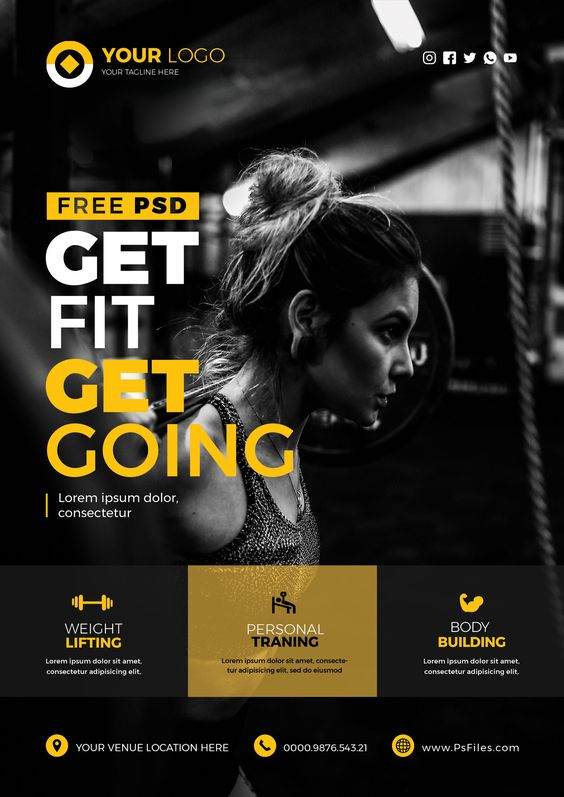 YOUR LOGO
YOUR TAGLINE HERE
FREE PSD
GET
FIT
GET
GOING
Lorem ipsum dolor,
consectetur
WEIGHT
LIFTING
Lorem ipsum dolor sit amet,
consectetur adipisicing elit,
PERSONAL
TRANING
Lorem ipsum dolor sit amet, consecte-
tur adipisicing elit, sed do eiusmod
BODY
BUILDING
Lorem ipsum dolor sit amet,
consectetur adipisicing elit,
YOUR VENUE LOCATION HERE
0000.9876.543.21
www.PsFiles.com